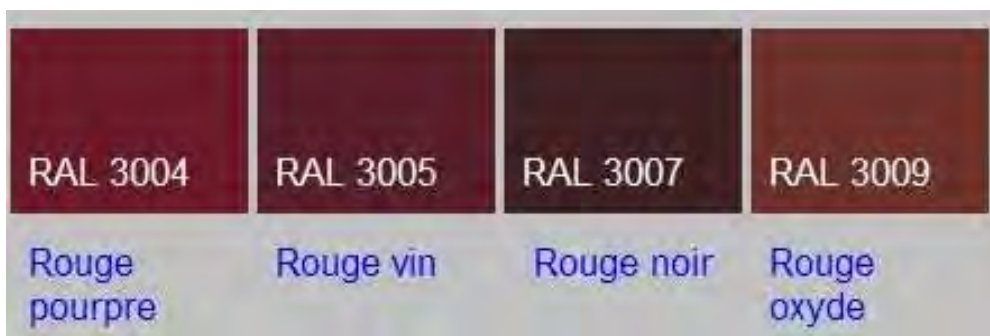 RAL 3004
RAL 3005
RAL 3007
RAL 3009
Rouge
pourpre
Rouge vin
Rouge noir
Rouge
oxyde